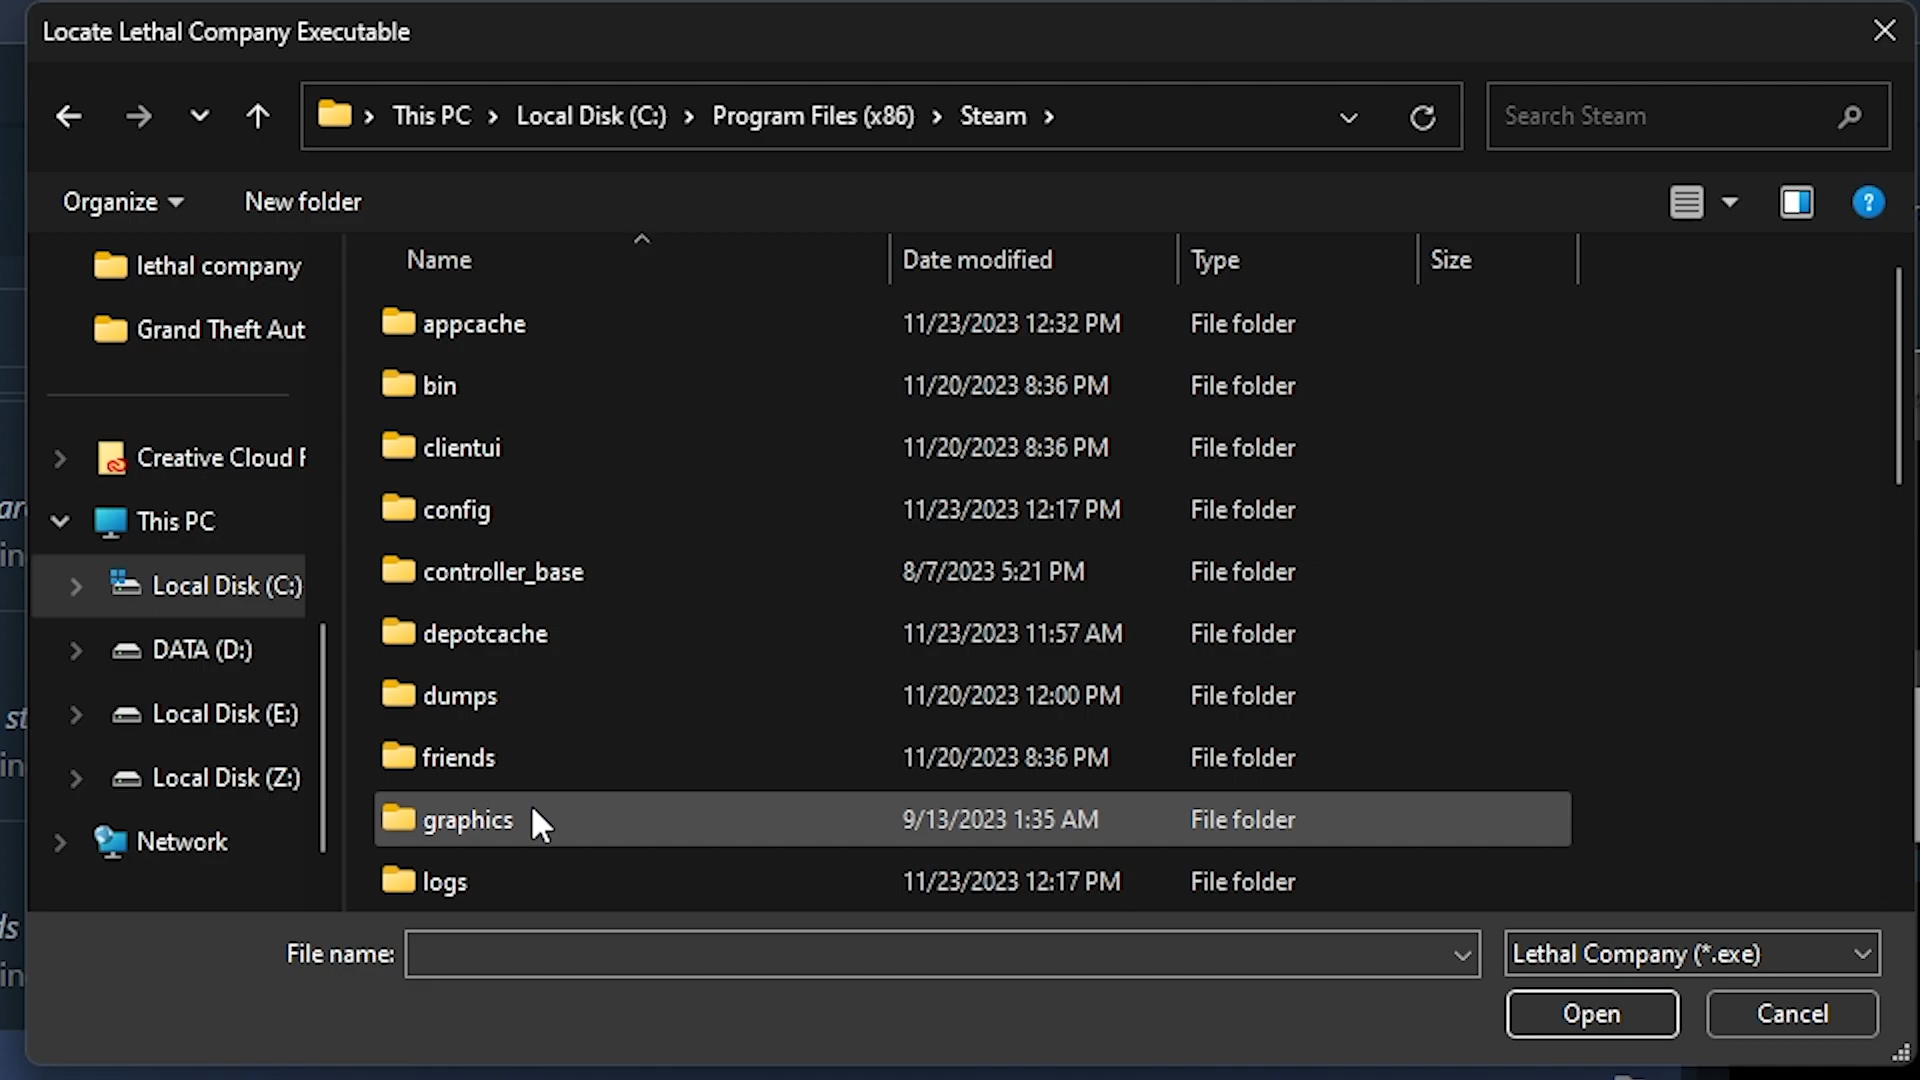 Locate Lethal Company Executable
This PC > Local Disk (C:) > Program Files (x86) > Steam >
Search Steam
Organize
New folder
Name
Date modified
Type
Size
lethal company
Grand Theft Aut
Creative Cloud F
This PC
Local Disk (C:)
DATA (D:)
Local Disk (E:)
Local Disk (Z:)
Network
appcache 11/23/2023 12:32 PM File folder
bin 11/20/2023 8:36 PM File folder
clientui 11/20/2023 8:36 PM File folder
config 11/23/2023 12:17 PM File folder
controller_base 8/7/2023 5:21 PM File folder
depotcache 11/23/2023 11:57 AM File folder
dumps 11/20/2023 12:00 PM File folder
friends 11/20/2023 8:36 PM File folder
graphics 9/13/2023 1:35 AM File folder
logs 11/23/2023 12:17 PM File folder
File name:
Lethal Company (*.exe)
Open
Cancel